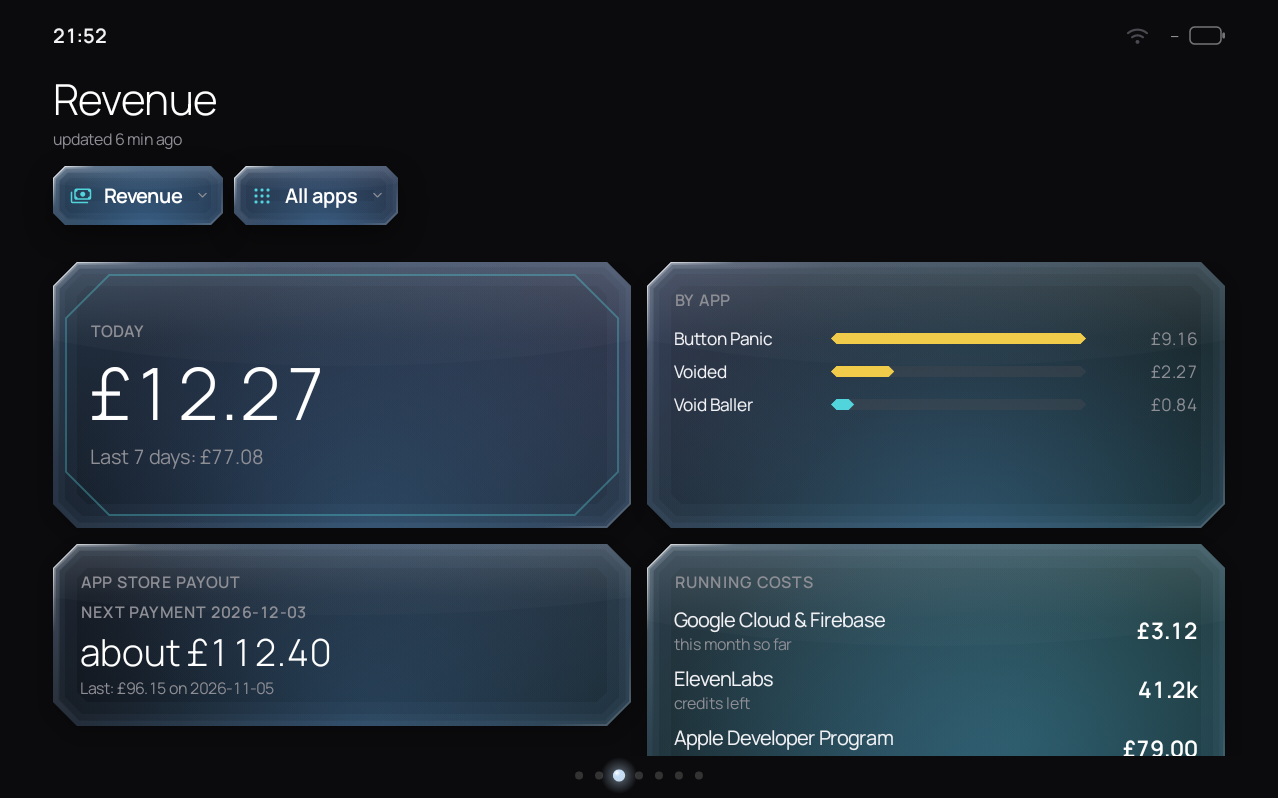 21:52
–
Revenue
updated 6 min ago
Revenue
All apps
TODAY
£12.27
Last 7 days: £77.08
BY APP
Button Panic £9.16
Voided £2.27
Void Baller £0.84
APP STORE PAYOUT
NEXT PAYMENT 2026-12-03
about £112.40
Last: £96.15 on 2026-11-05
RUNNING COSTS
Google Cloud & Firebase £3.12
this month so far
ElevenLabs 41.2k
credits left
Apple Developer Program £79.00